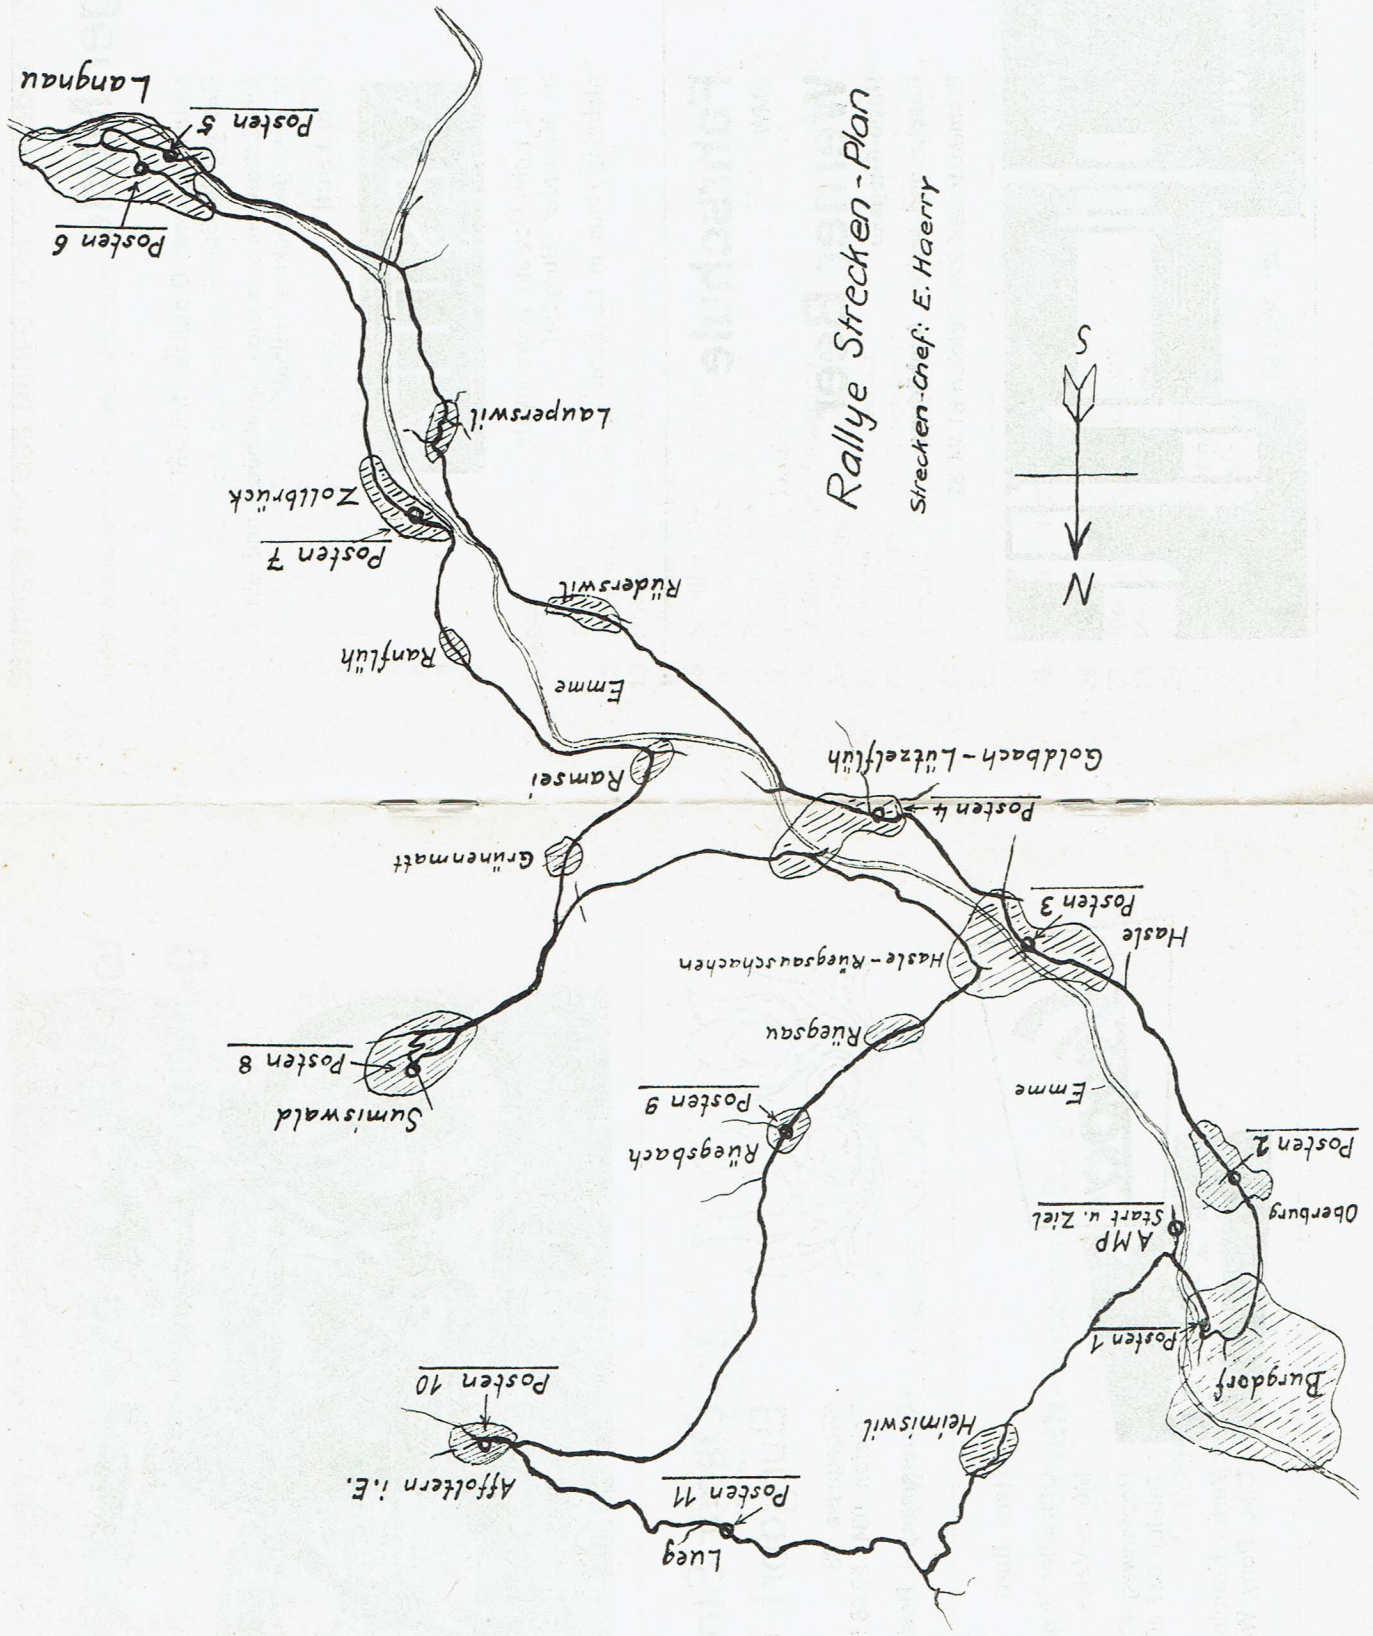 Rallye Strecken-Plan
Strecken-Chef: E. Haerry
N
S
Lueg
Posten 11
Affoltern i.E.
Posten 10
Heimiswil
Burgdorf
Posten 1
AMP
Start u. Ziel
Oberburg
Posten 2
Rüegsbach
Posten 9
Emme
Sumiswald
Posten 8
Rüegsau
Hasle-Rüegsauschachen
Hasle
Posten 3
Grünenmatt
Posten 4
Goldbach-Lützelflüh
Ramsei
Emme
Ranflüh
Rüderswil
Posten 7
Zollbrück
Lauperswil
Posten 6
Posten 5
Langnau